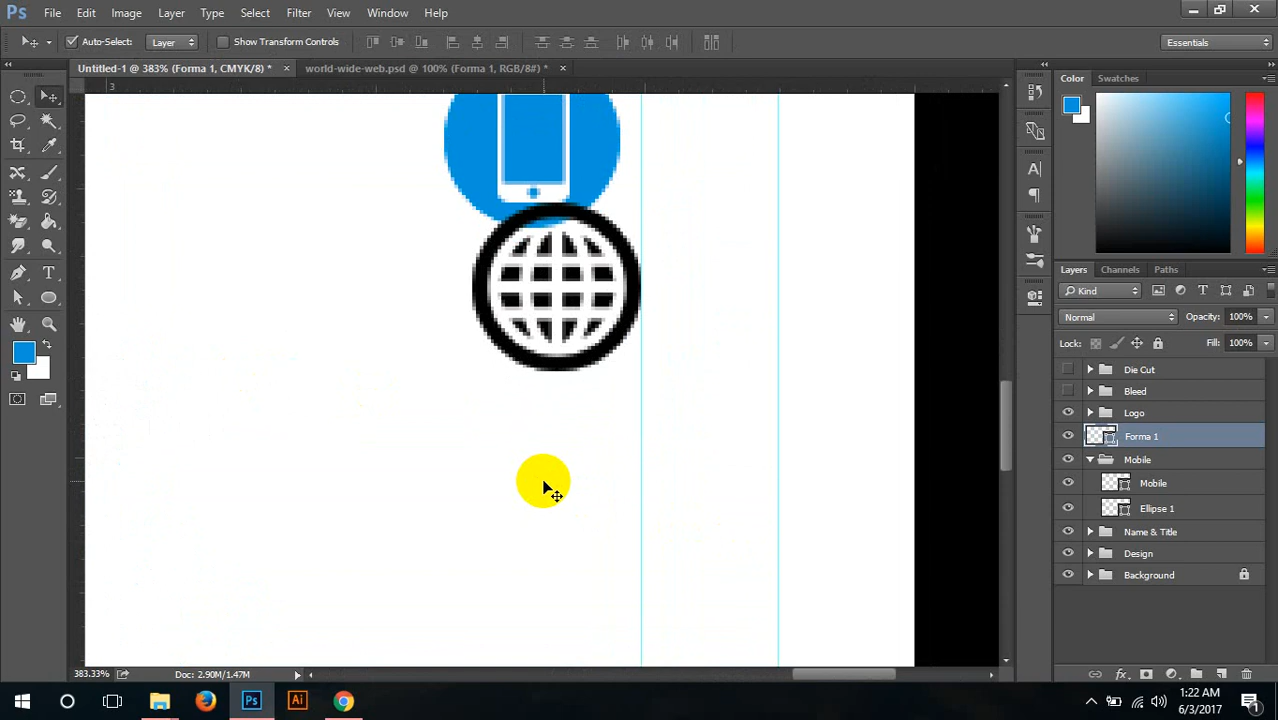 Ps File Edit Image Layer Type Select Filter View Window Help
Auto-Select: Layer Show Transform Controls Essentials
Untitled-1 @ 383% (Forma 1, CMYK/8) * × world-wide-web.psd @ 100% (Forma 1, RGB/8#) * ×
3
Color Swatches
Layers Channels Paths
Kind
Normal Opacity: 100%
Lock: Fill: 100%
Die Cut
Bleed
Logo
Forma 1
Mobile
Mobile
Ellipse 1
Name & Title
Design
Background
383.33% Doc: 2.90M/1.47M
Ps Ai
1:22 AM
6/3/2017